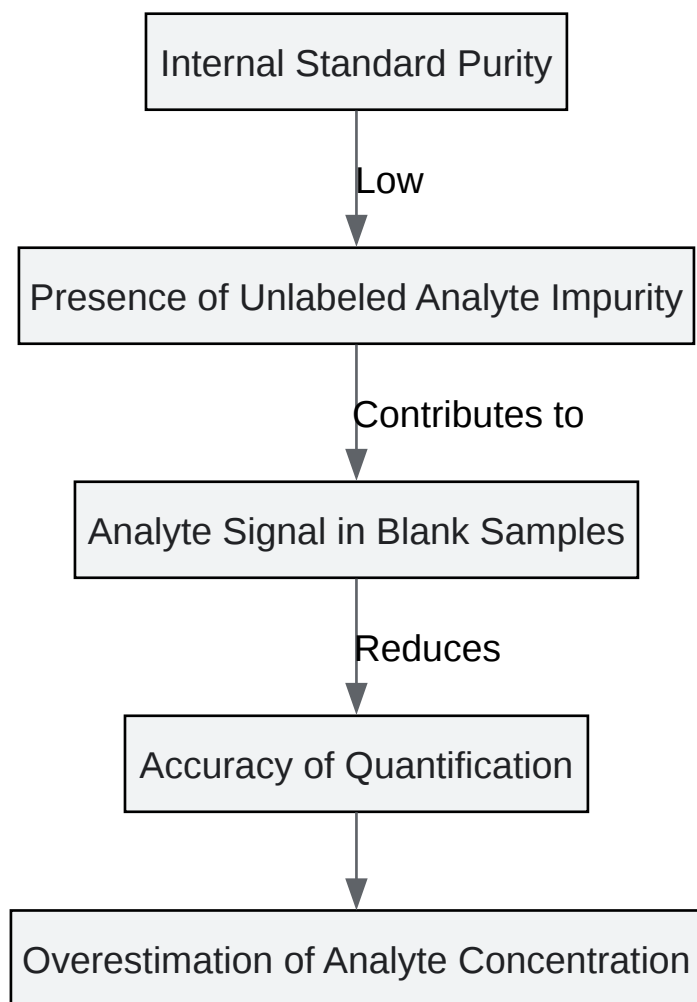 Internal Standard Purity
Low
Presence of Unlabeled Analyte Impurity
Contributes to
Analyte Signal in Blank Samples
Reduces
Accuracy of Quantification
Overestimation of Analyte Concentration